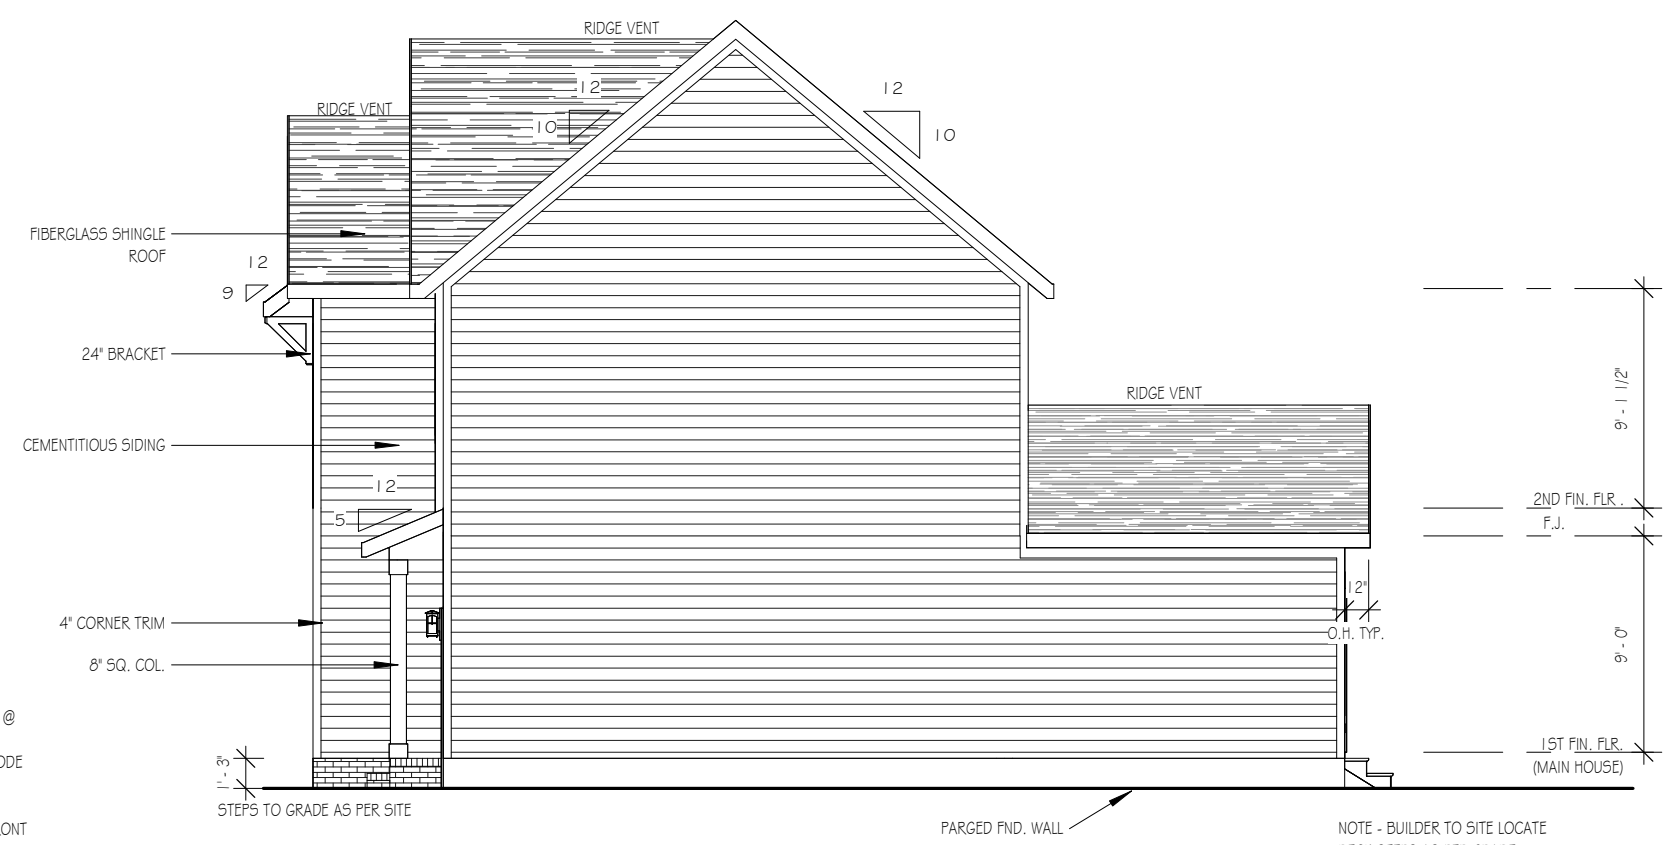 RIDGE VENT
12
12
10
10
RIDGE VENT
FIBERGLASS SHINGLE
ROOF
12
9
24" BRACKET
RIDGE VENT
9' - 1 1/2"
CEMENTITIOUS SIDING
12
5
2ND FIN. FLR .
F.J.
12"
O.H. TYP.
4" CORNER TRIM
8" SQ. COL.
9' - 0"
@
1ST FIN. FLR.
(MAIN HOUSE)
ODE
1' - 3"
STEPS TO GRADE AS PER SITE
PARGED FND. WALL
RONT
NOTE - BUILDER TO SITE LOCATE